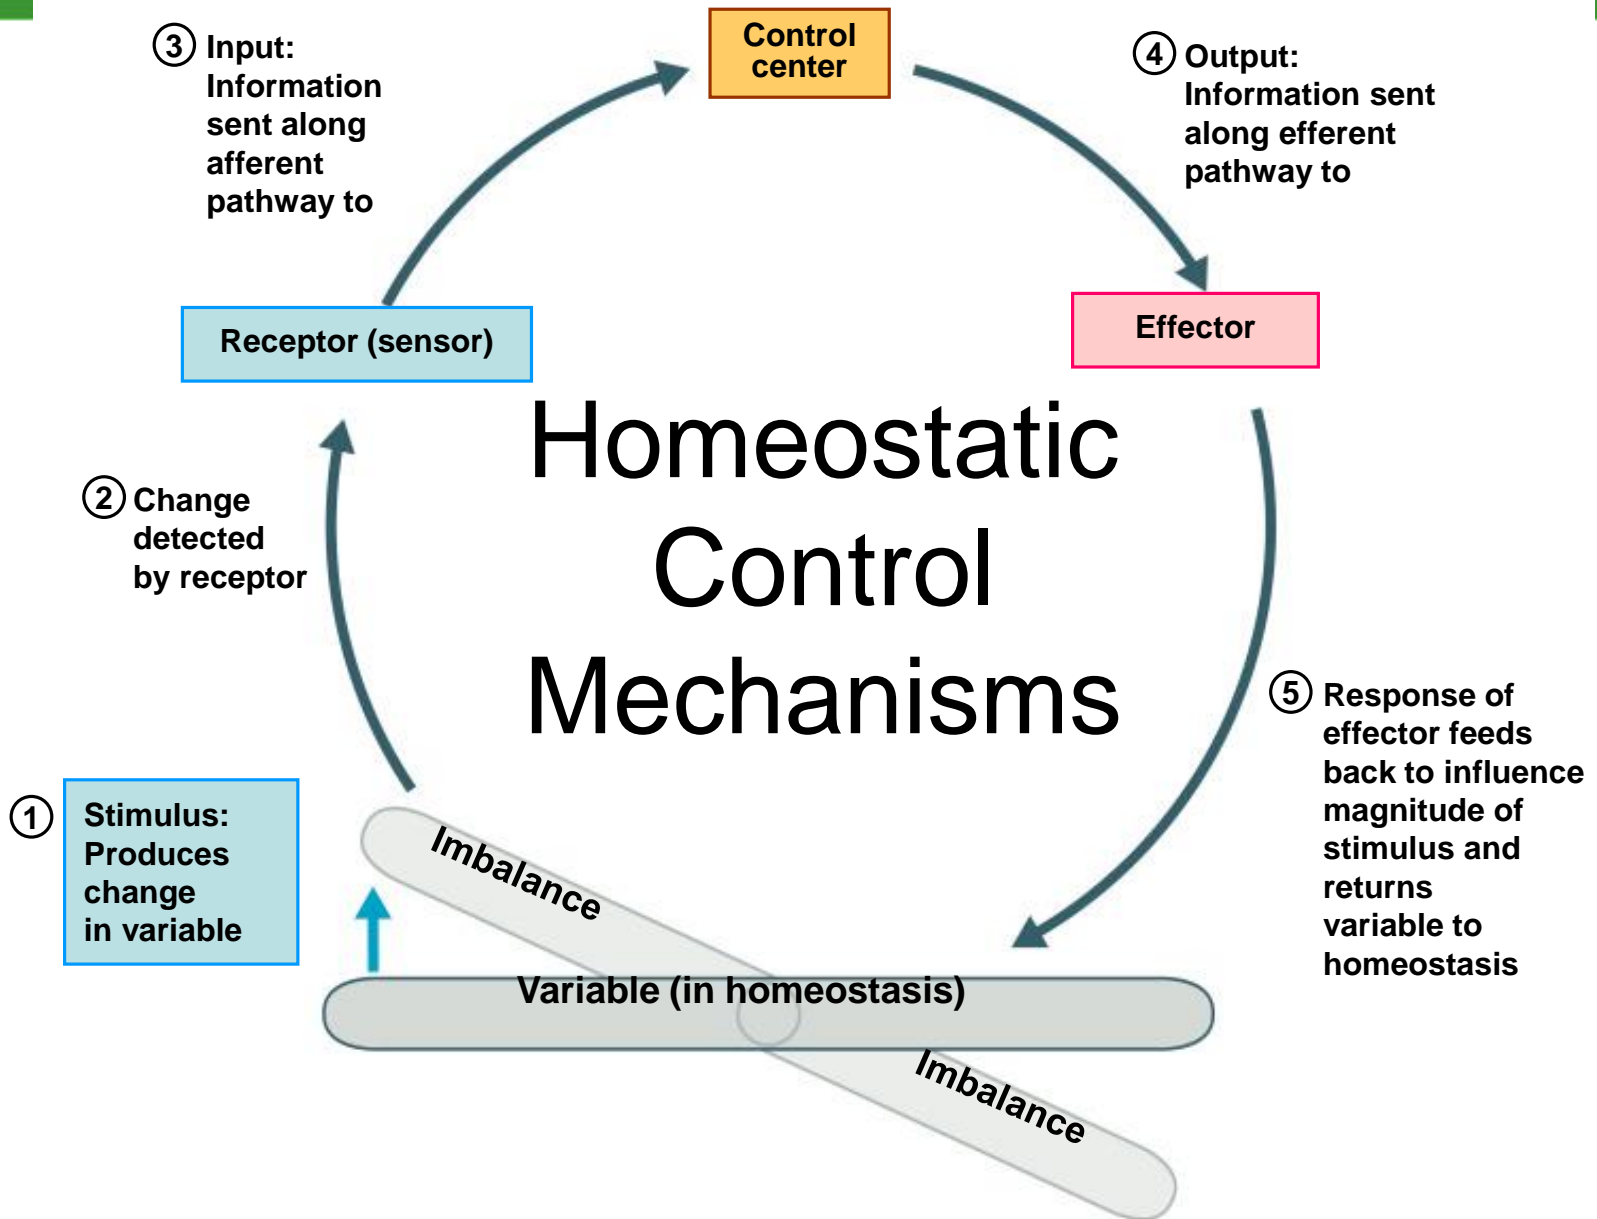 3 Input:
Information
sent along
afferent
pathway to
Control
center
4 Output:
Information sent
along efferent
pathway to
Receptor (sensor)
Effector
Homeostatic
Control
Mechanisms
2 Change
detected
by receptor
5 Response of
effector feeds
back to influence
magnitude of
stimulus and
returns
variable to
homeostasis
1 Stimulus:
Produces
change
in variable
Imbalance
Variable (in homeostasis)
Imbalance